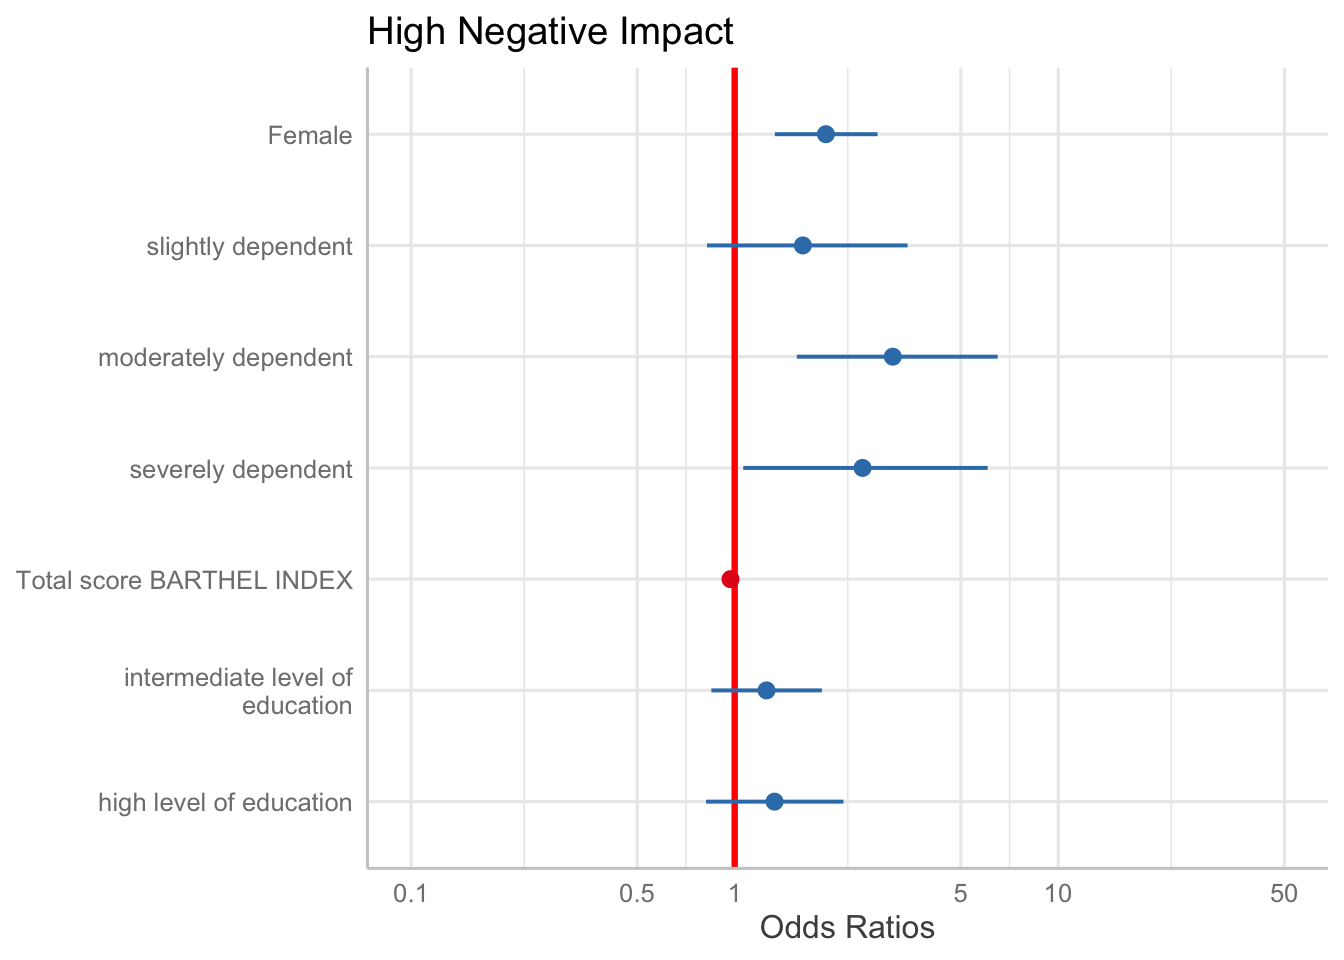 High Negative Impact
Female
slightly dependent
moderately dependent
severely dependent
Total score BARTHEL INDEX
intermediate level of
education
high level of education
0.1 0.5 1 5 10 50
Odds Ratios